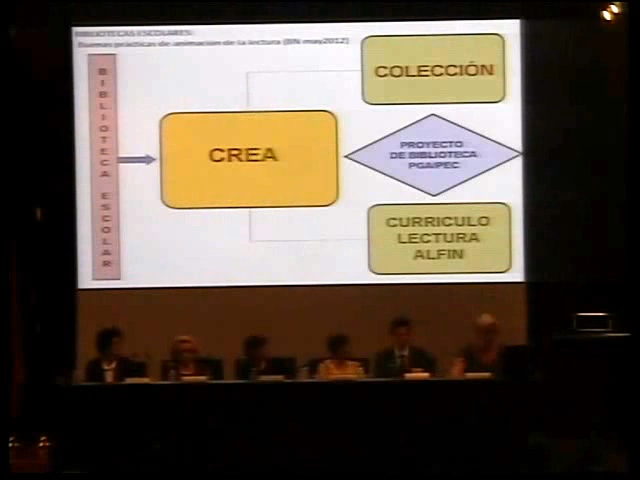 BIBLIOTECAS ESCOLARES:
Buenas prácticas de animación de la lectura (BN may2012)
BIBLIOTECA ESCOLAR
CREA
COLECCIÓN
PROYECTO
DE BIBLIOTECA
PGA/PEC
CURRICULO
LECTURA
ALFIN